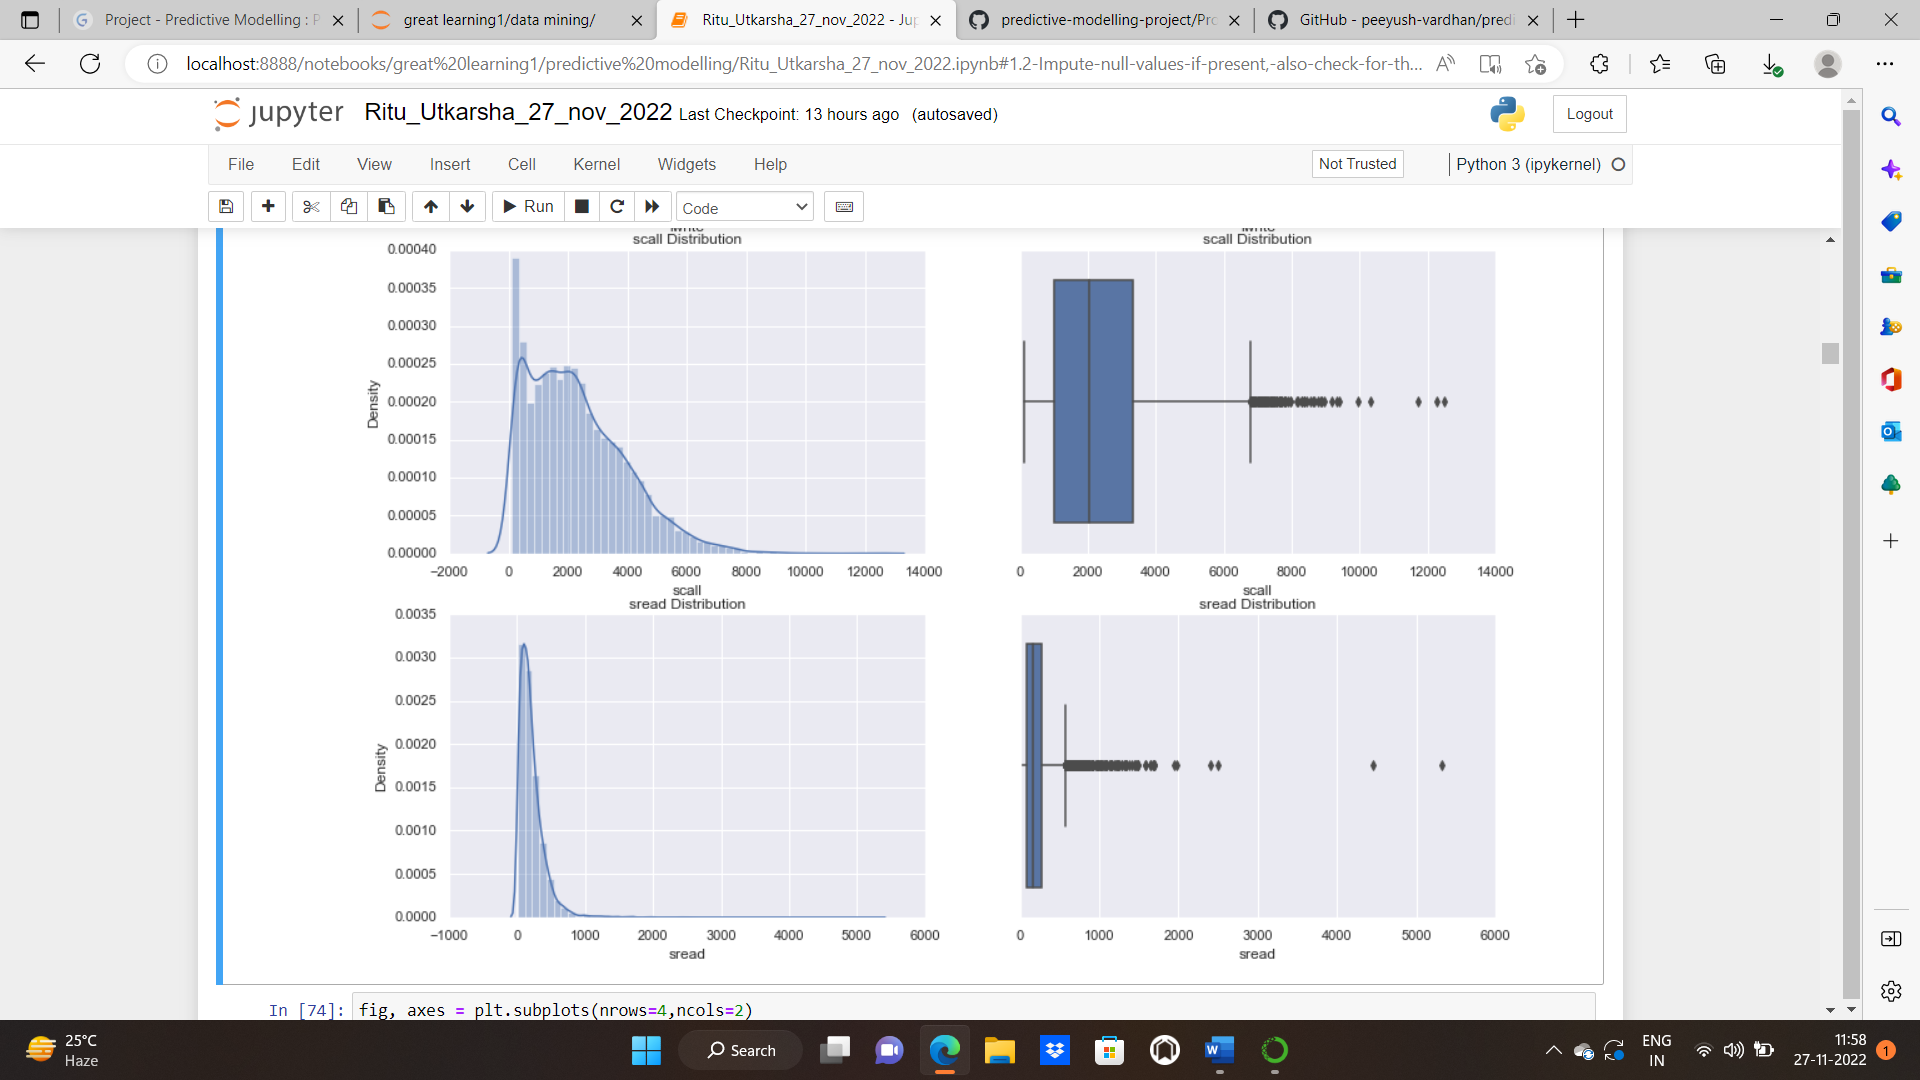 Project - Predictive Modelling : P
great learning1/data mining/
Ritu_Utkarsha_27_nov_2022 - Jup
predictive-modelling-project/Pro
GitHub - peeyush-vardhan/predi
localhost:8888/notebooks/great%20learning1/predictive%20modelling/Ritu_Utkarsha_27_nov_2022.ipynb#1.2-Impute-null-values-if-present,-also-check-for-th...
jupyter Ritu_Utkarsha_27_nov_2022 Last Checkpoint: 13 hours ago (autosaved)
Logout
File Edit View Insert Cell Kernel Widgets Help
Not Trusted
Python 3 (ipykernel)
Run
Code
scall Distribution
0.00040
0.00035
0.00030
0.00025
0.00020
0.00015
0.00010
0.00005
0.00000
Density
−2000 0 2000 4000 6000 8000 10000 12000 14000
scall
scall Distribution
0 2000 4000 6000 8000 10000 12000 14000
scall
sread Distribution
0.0035
0.0030
0.0025
0.0020
0.0015
0.0010
0.0005
0.0000
Density
−1000 0 1000 2000 3000 4000 5000 6000
sread
sread Distribution
0 1000 2000 3000 4000 5000 6000
sread
In [74]: fig, axes = plt.subplots(nrows=4,ncols=2)
25°C
Haze
Search
ENG
IN
11:58
27-11-2022
1